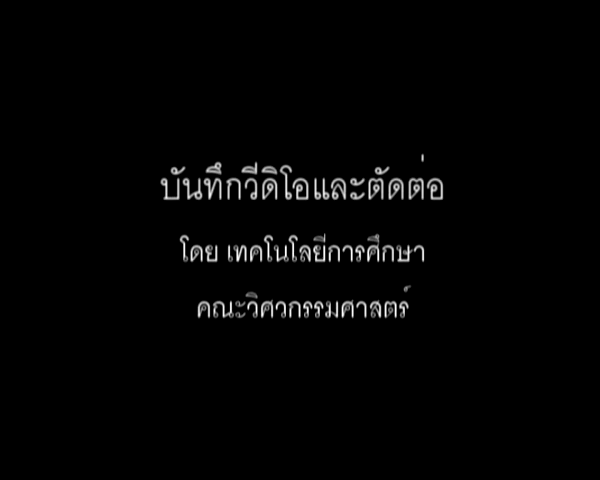 บันทึกวีดิโอและตัดต่อ
โดย เทคโนโลยีการศึกษา
คณะวิศวกรรมศาสตร์